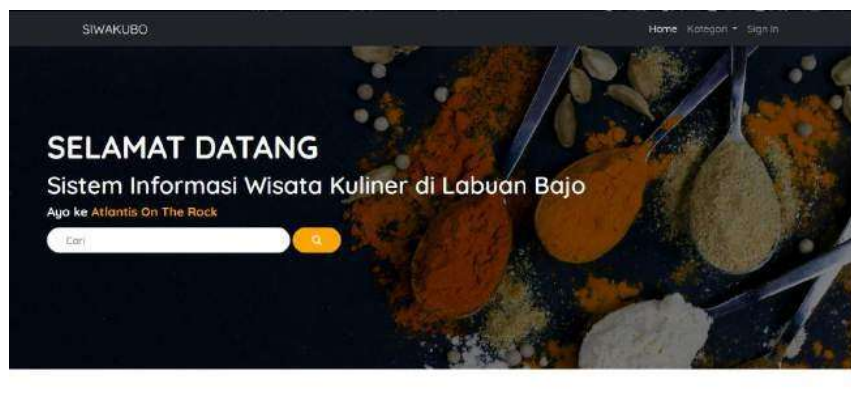 SIWAKUBO
Home Kategori Sign In
SELAMAT DATANG
Sistem Informasi Wisata Kuliner di Labuan Bajo
Ayo ke Atlantis On The Rock
Cari